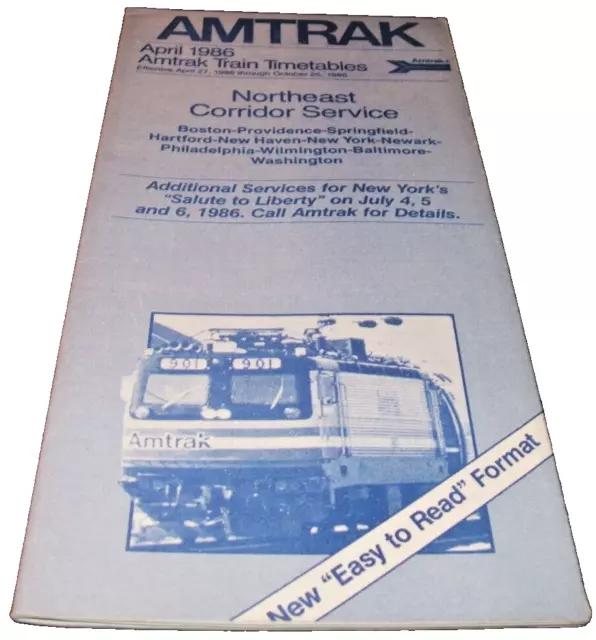 AMTRAK
April 1986
Amtrak Train Timetables
Effective April 27, 1986 through October 25, 1986
Amtrak
Northeast
Corridor Service
Boston-Providence-Springfield-
Hartford-New Haven-New York-Newark-
Philadelphia-Wilmington-Baltimore-
Washington
Additional Services for New York's
"Salute to Liberty" on July 4, 5
and 6, 1986. Call Amtrak for Details.
901 901
Amtrak
New "Easy to Read" Format